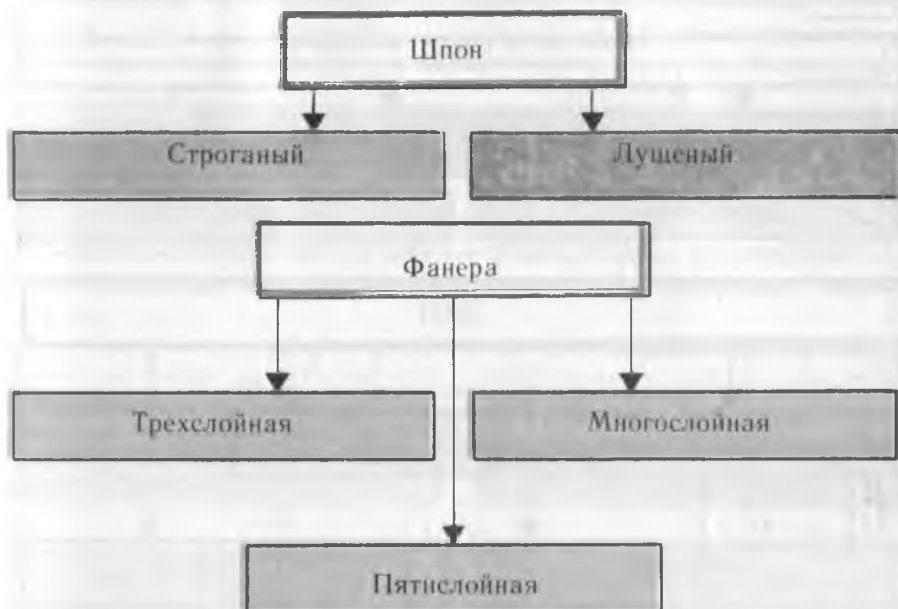 Шпон
Строганый
Лущеный
Фанера
Трехслойная
Многослойная
Пятислойная